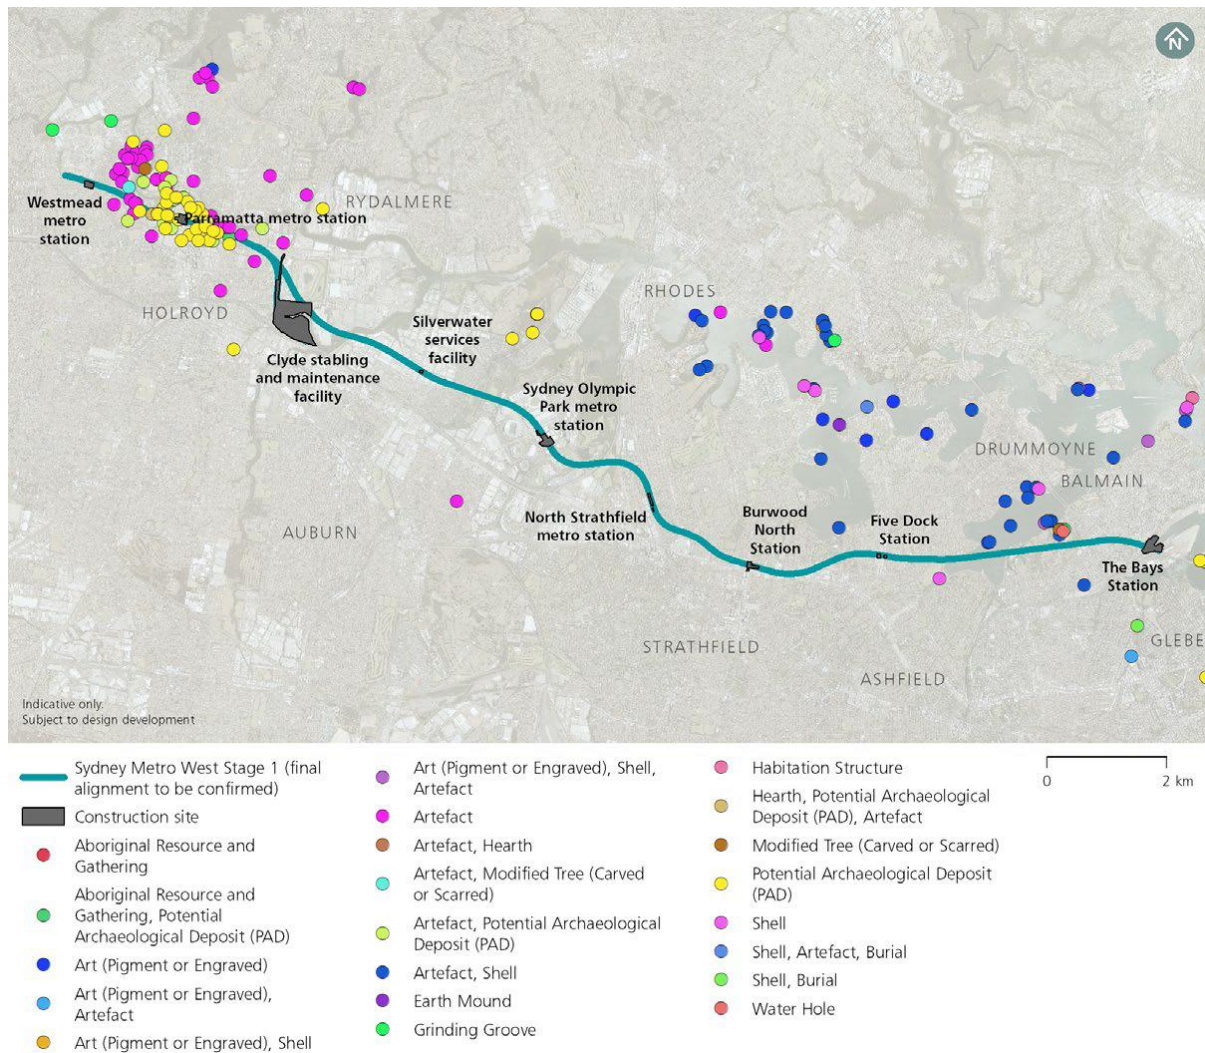 N
RYDALMERE
Westmead
metro
station
Parramatta metro station
RHODES
HOLROYD
Silverwater
services
facility
Clyde stabling
and maintenance
facility
Sydney Olympic
Park metro
station
DRUMMOYNE
BALMAIN
North Strathfield
metro station
Burwood
North
Station
Five Dock
Station
AUBURN
The Bays
Station
STRATHFIELD
GLEBE
ASHFIELD
Indicative only.
Subject to design development
Sydney Metro West Stage 1 (final
alignment to be confirmed)
Construction site
Aboriginal Resource and
Gathering
Aboriginal Resource and
Gathering, Potential
Archaeological Deposit (PAD)
Art (Pigment or Engraved)
Art (Pigment or Engraved),
Artefact
Art (Pigment or Engraved), Shell
Art (Pigment or Engraved), Shell,
Artefact
Artefact
Artefact, Hearth
Artefact, Modified Tree (Carved
or Scarred)
Artefact, Potential Archaeological
Deposit (PAD)
Artefact, Shell
Earth Mound
Grinding Groove
Habitation Structure
Hearth, Potential Archaeological
Deposit (PAD), Artefact
Modified Tree (Carved or Scarred)
Potential Archaeological Deposit
(PAD)
Shell
Shell, Artefact, Burial
Shell, Burial
Water Hole
0 2 km